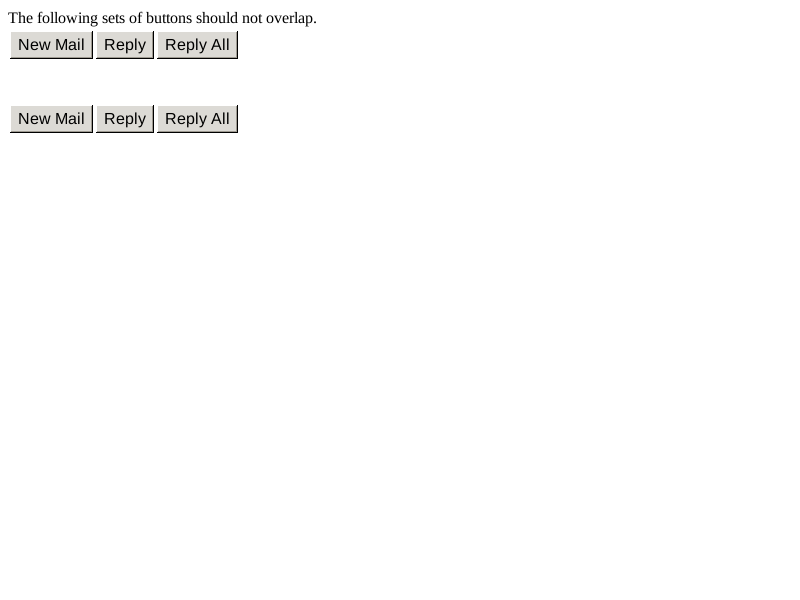 The following sets of buttons should not overlap.
New Mail Reply Reply All
New Mail Reply Reply All